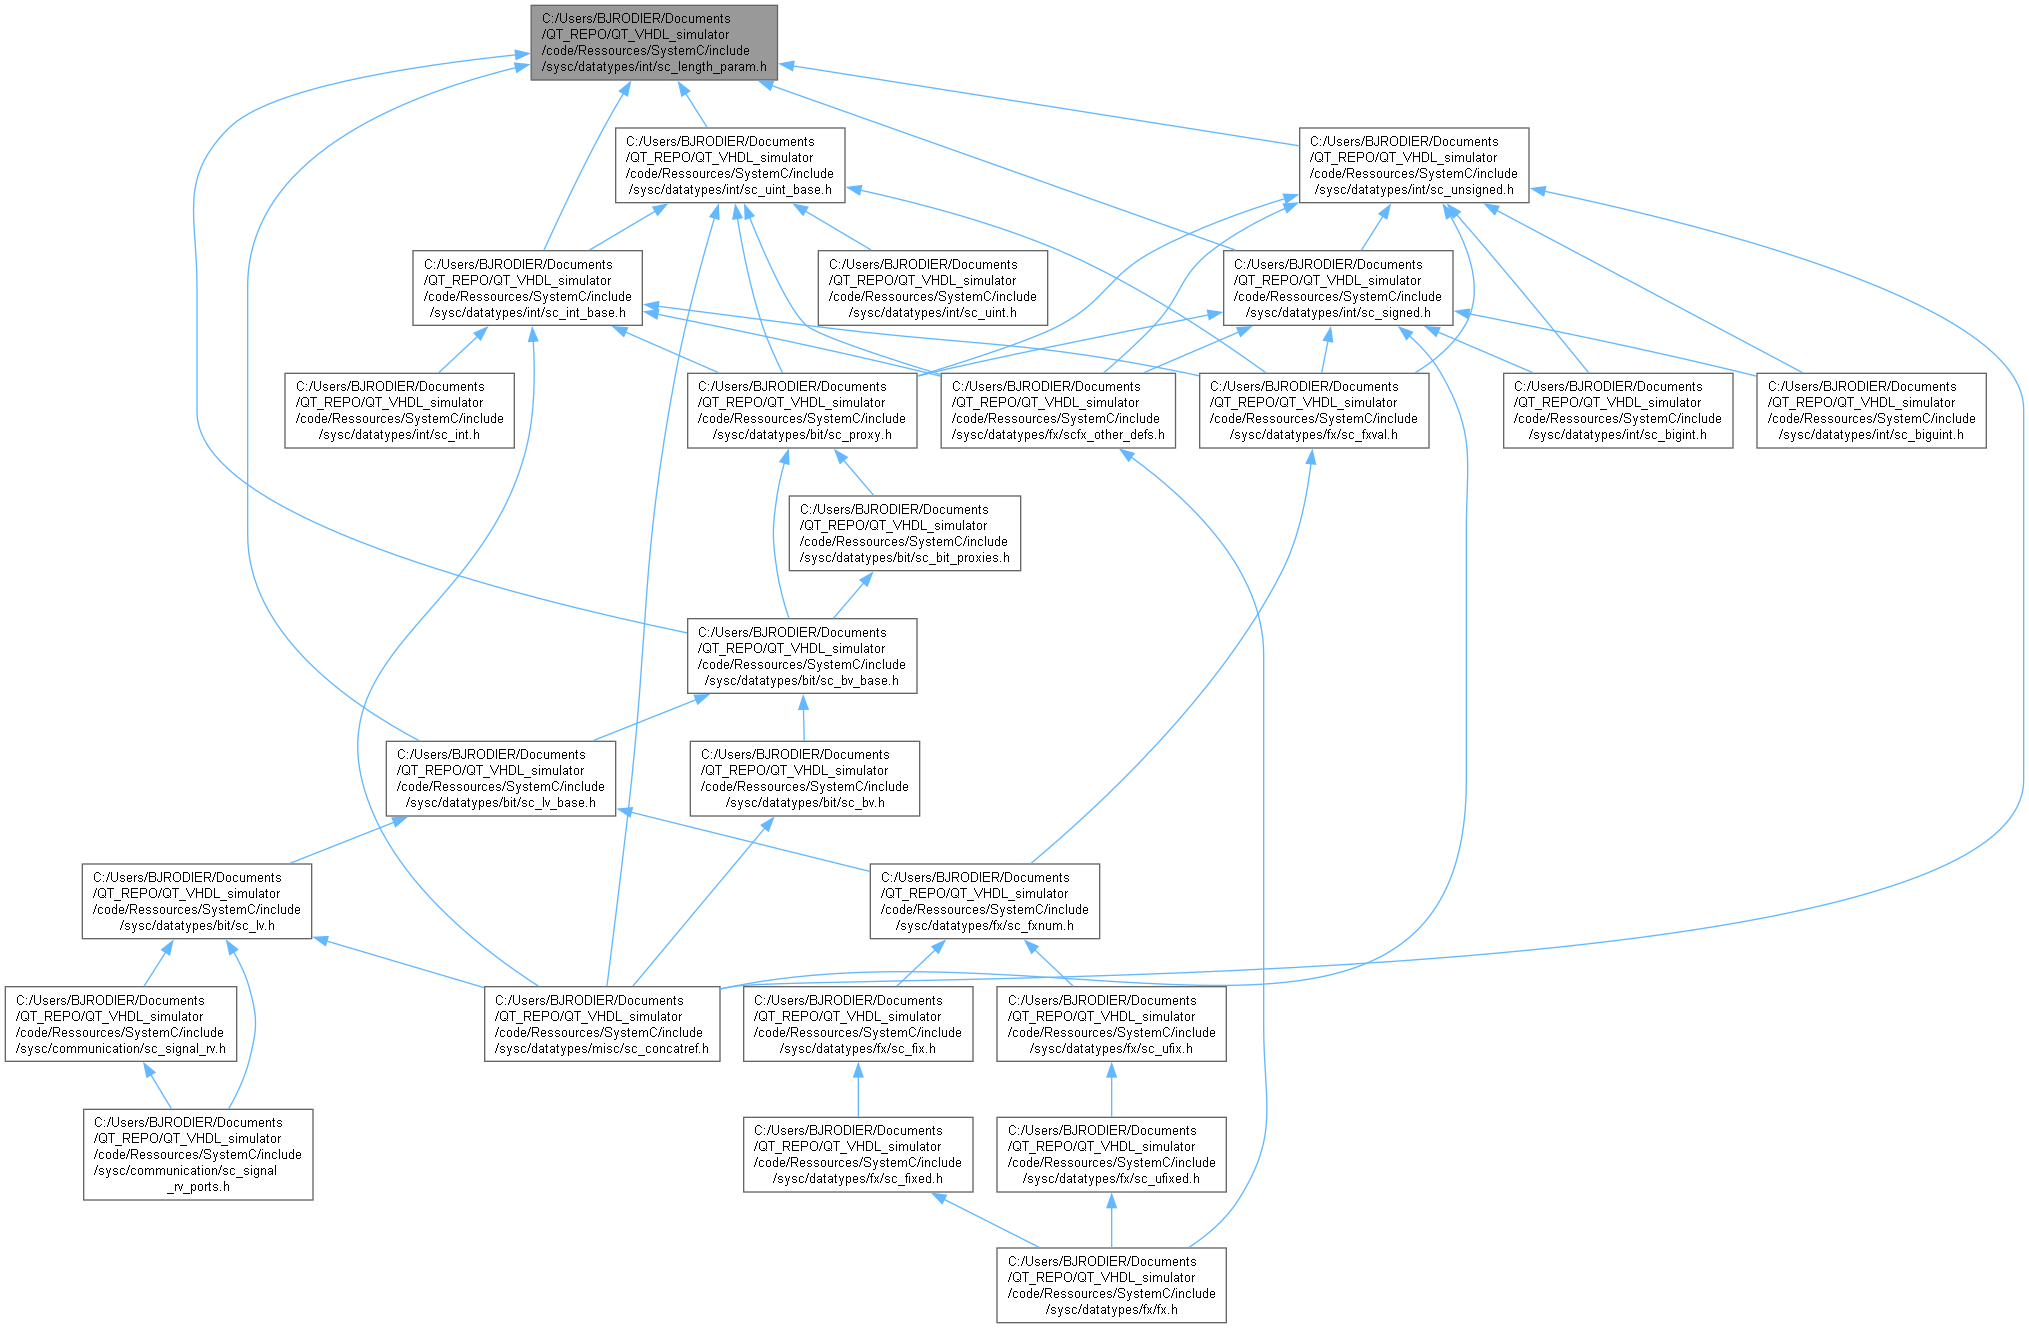 C:/Users/BJRODIER/Documents
/QT_REPO/QT_VHDL_simulator
/code/Ressources/SystemC/include
/sysc/datatypes/int/sc_length_param.h
C:/Users/BJRODIER/Documents
/QT_REPO/QT_VHDL_simulator
/code/Ressources/SystemC/include
/sysc/datatypes/int/sc_uint_base.h
C:/Users/BJRODIER/Documents
/QT_REPO/QT_VHDL_simulator
/code/Ressources/SystemC/include
/sysc/datatypes/int/sc_unsigned.h
C:/Users/BJRODIER/Documents
/QT_REPO/QT_VHDL_simulator
/code/Ressources/SystemC/include
/sysc/datatypes/int/sc_int_base.h
C:/Users/BJRODIER/Documents
/QT_REPO/QT_VHDL_simulator
/code/Ressources/SystemC/include
/sysc/datatypes/int/sc_uint.h
C:/Users/BJRODIER/Documents
/QT_REPO/QT_VHDL_simulator
/code/Ressources/SystemC/include
/sysc/datatypes/int/sc_signed.h
C:/Users/BJRODIER/Documents
/QT_REPO/QT_VHDL_simulator
/code/Ressources/SystemC/include
/sysc/datatypes/int/sc_int.h
C:/Users/BJRODIER/Documents
/QT_REPO/QT_VHDL_simulator
/code/Ressources/SystemC/include
/sysc/datatypes/bit/sc_proxy.h
C:/Users/BJRODIER/Documents
/QT_REPO/QT_VHDL_simulator
/code/Ressources/SystemC/include
/sysc/datatypes/fx/scfx_other_defs.h
C:/Users/BJRODIER/Documents
/QT_REPO/QT_VHDL_simulator
/code/Ressources/SystemC/include
/sysc/datatypes/fx/sc_fxval.h
C:/Users/BJRODIER/Documents
/QT_REPO/QT_VHDL_simulator
/code/Ressources/SystemC/include
/sysc/datatypes/int/sc_bigint.h
C:/Users/BJRODIER/Documents
/QT_REPO/QT_VHDL_simulator
/code/Ressources/SystemC/include
/sysc/datatypes/int/sc_biguint.h
C:/Users/BJRODIER/Documents
/QT_REPO/QT_VHDL_simulator
/code/Ressources/SystemC/include
/sysc/datatypes/bit/sc_bit_proxies.h
C:/Users/BJRODIER/Documents
/QT_REPO/QT_VHDL_simulator
/code/Ressources/SystemC/include
/sysc/datatypes/bit/sc_bv_base.h
C:/Users/BJRODIER/Documents
/QT_REPO/QT_VHDL_simulator
/code/Ressources/SystemC/include
/sysc/datatypes/bit/sc_lv_base.h
C:/Users/BJRODIER/Documents
/QT_REPO/QT_VHDL_simulator
/code/Ressources/SystemC/include
/sysc/datatypes/bit/sc_bv.h
C:/Users/BJRODIER/Documents
/QT_REPO/QT_VHDL_simulator
/code/Ressources/SystemC/include
/sysc/datatypes/bit/sc_lv.h
C:/Users/BJRODIER/Documents
/QT_REPO/QT_VHDL_simulator
/code/Ressources/SystemC/include
/sysc/datatypes/fx/sc_fxnum.h
C:/Users/BJRODIER/Documents
/QT_REPO/QT_VHDL_simulator
/code/Ressources/SystemC/include
/sysc/communication/sc_signal_rv.h
C:/Users/BJRODIER/Documents
/QT_REPO/QT_VHDL_simulator
/code/Ressources/SystemC/include
/sysc/datatypes/misc/sc_concatref.h
C:/Users/BJRODIER/Documents
/QT_REPO/QT_VHDL_simulator
/code/Ressources/SystemC/include
/sysc/datatypes/fx/sc_fix.h
C:/Users/BJRODIER/Documents
/QT_REPO/QT_VHDL_simulator
/code/Ressources/SystemC/include
/sysc/datatypes/fx/sc_ufix.h
C:/Users/BJRODIER/Documents
/QT_REPO/QT_VHDL_simulator
/code/Ressources/SystemC/include
/sysc/communication/sc_signal
_rv_ports.h
C:/Users/BJRODIER/Documents
/QT_REPO/QT_VHDL_simulator
/code/Ressources/SystemC/include
/sysc/datatypes/fx/sc_fixed.h
C:/Users/BJRODIER/Documents
/QT_REPO/QT_VHDL_simulator
/code/Ressources/SystemC/include
/sysc/datatypes/fx/sc_ufixed.h
C:/Users/BJRODIER/Documents
/QT_REPO/QT_VHDL_simulator
/code/Ressources/SystemC/include
/sysc/datatypes/fx/fx.h